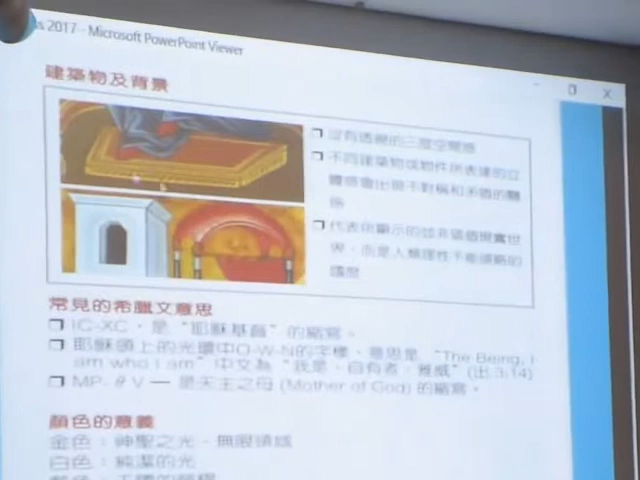 2017 - Microsoft PowerPoint Viewer
建築物及背景
沒有透視的三度空間感
不同建築物或物件所表達的立
體感會出現不對稱和矛盾的關
係
代表所顯示的並非這個現實世
界，而是人類理性不能領略的
常見的希臘文意思
IC-XC，是“耶穌基督”的縮寫。
耶穌頭上的光環中O-W-N的字樣，意思是 “The Being, I
am who I am” 中文為 “我是，自有者，雅威” (出 3:14)
MP- θV — 是天主之母 (Mother of God) 的縮寫。
顏色的意義
金色：神聖之光，無限領域
白色：純潔的光